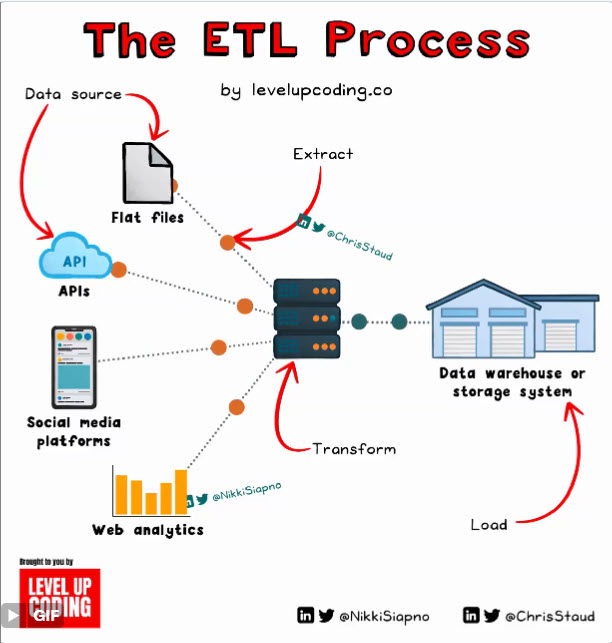 The ETL Process
by levelupcoding.co
Data source
Extract
Flat files
@ChrisStaud
API
APIs
Data warehouse or
storage system
Social media
platforms
Transform
@NikkiSiapno
Web analytics
Load
Brought to you by
LEVEL UP
CODING
GIF
@NikkiSiapno
@ChrisStaud